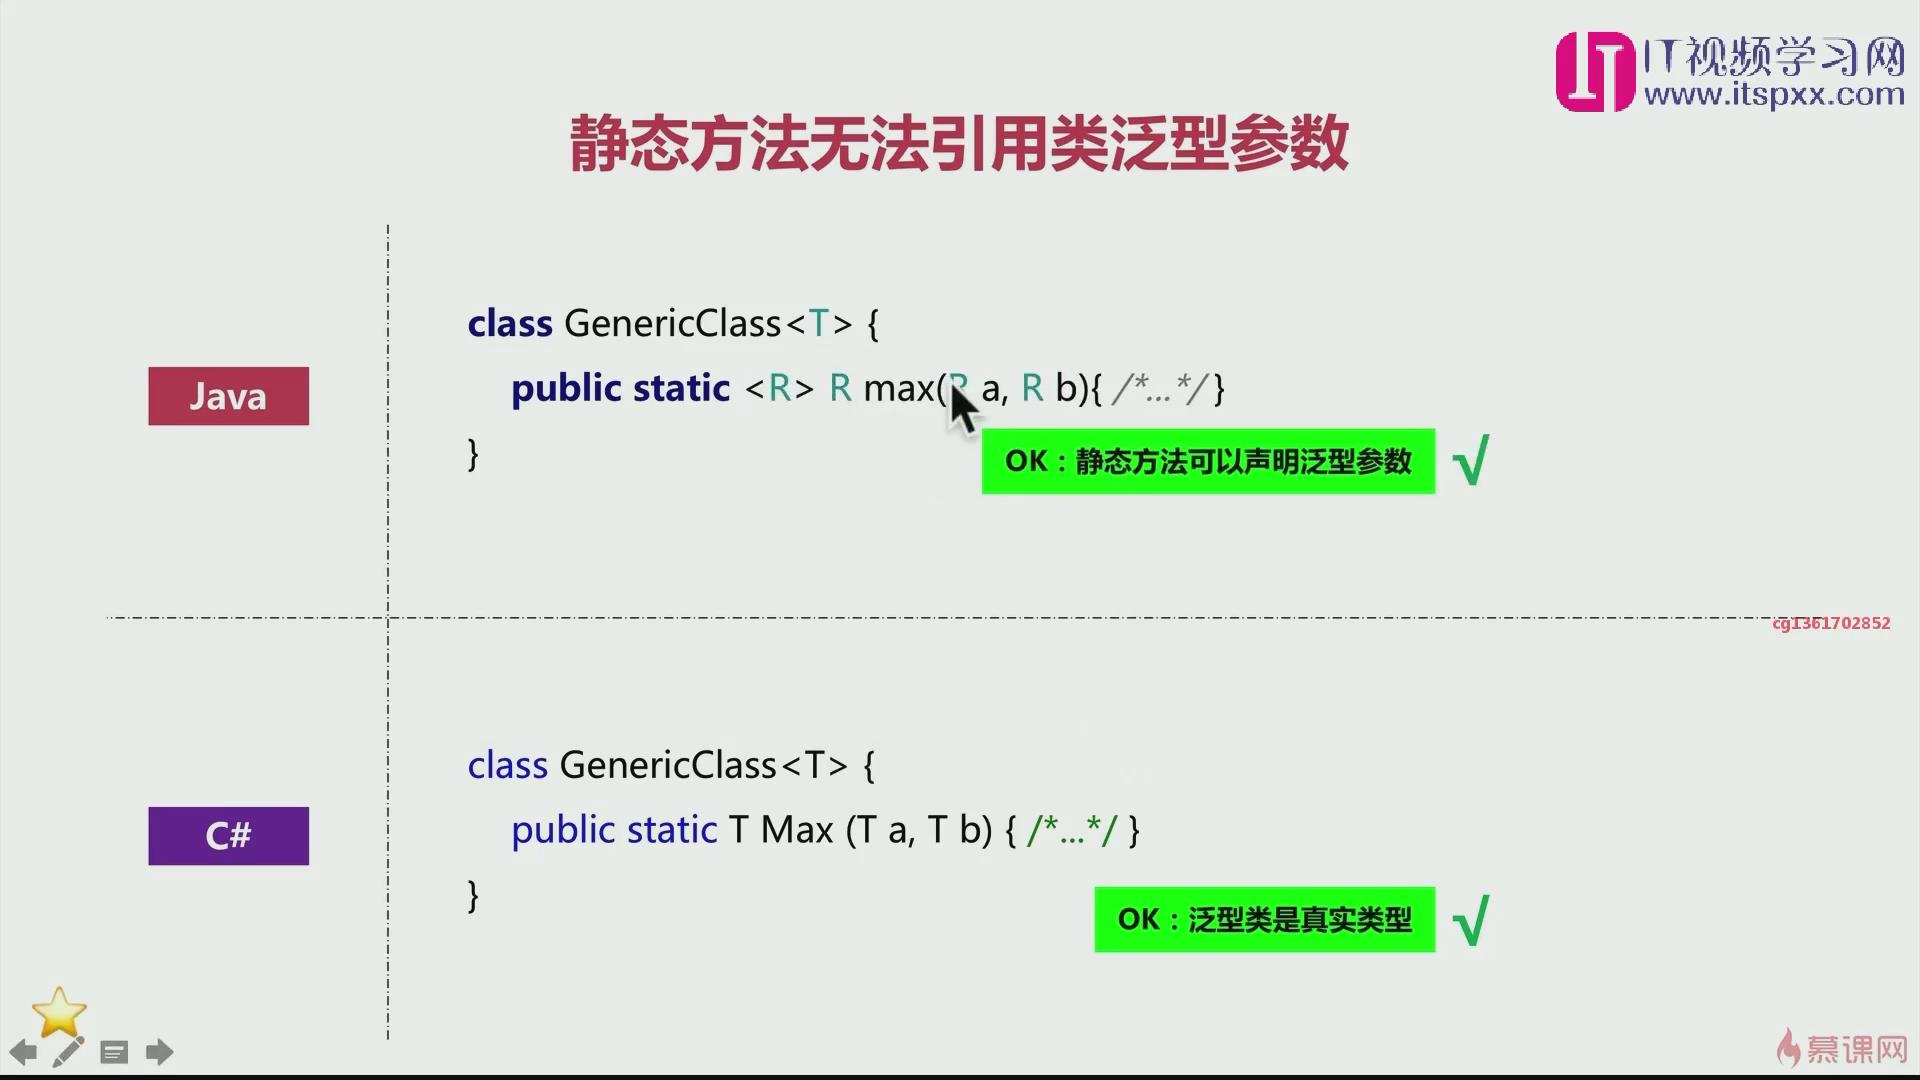 IT视频学习网
www.itspxx.com
静态方法无法引用类泛型参数
Java
class GenericClass<T> {
public static <R> R max(R a, R b){ /*...*/ }
}
OK：静态方法可以声明泛型参数 √
cg1361702852
C#
class GenericClass<T> {
public static T Max (T a, T b) { /*...*/ }
}
OK：泛型类是真实类型 √
慕课网